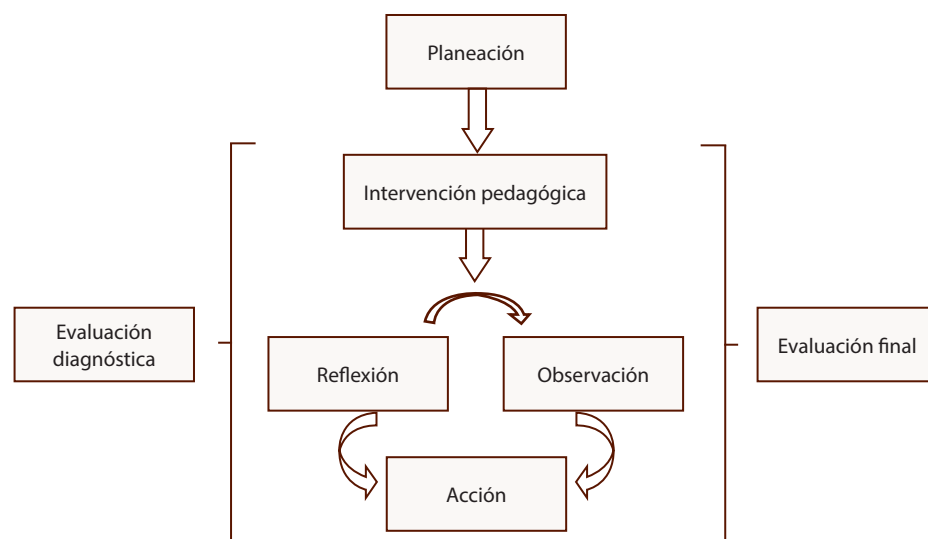 Planeación
Intervención pedagógica
Evaluación
diagnóstica
Reflexión
Observación
Evaluación final
Acción